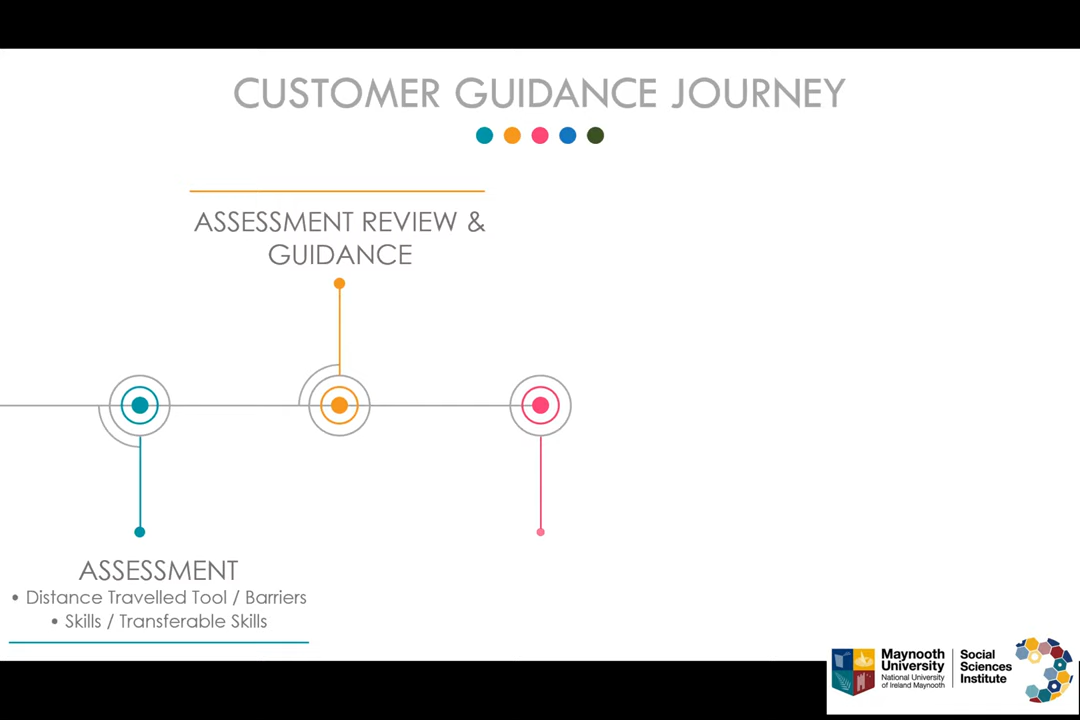 CUSTOMER GUIDANCE JOURNEY
ASSESSMENT REVIEW &
GUIDANCE
ASSESSMENT
• Distance Travelled Tool / Barriers
• Skills / Transferable Skills
Maynooth
University
National University
of Ireland Maynooth
Social
Sciences
Institute